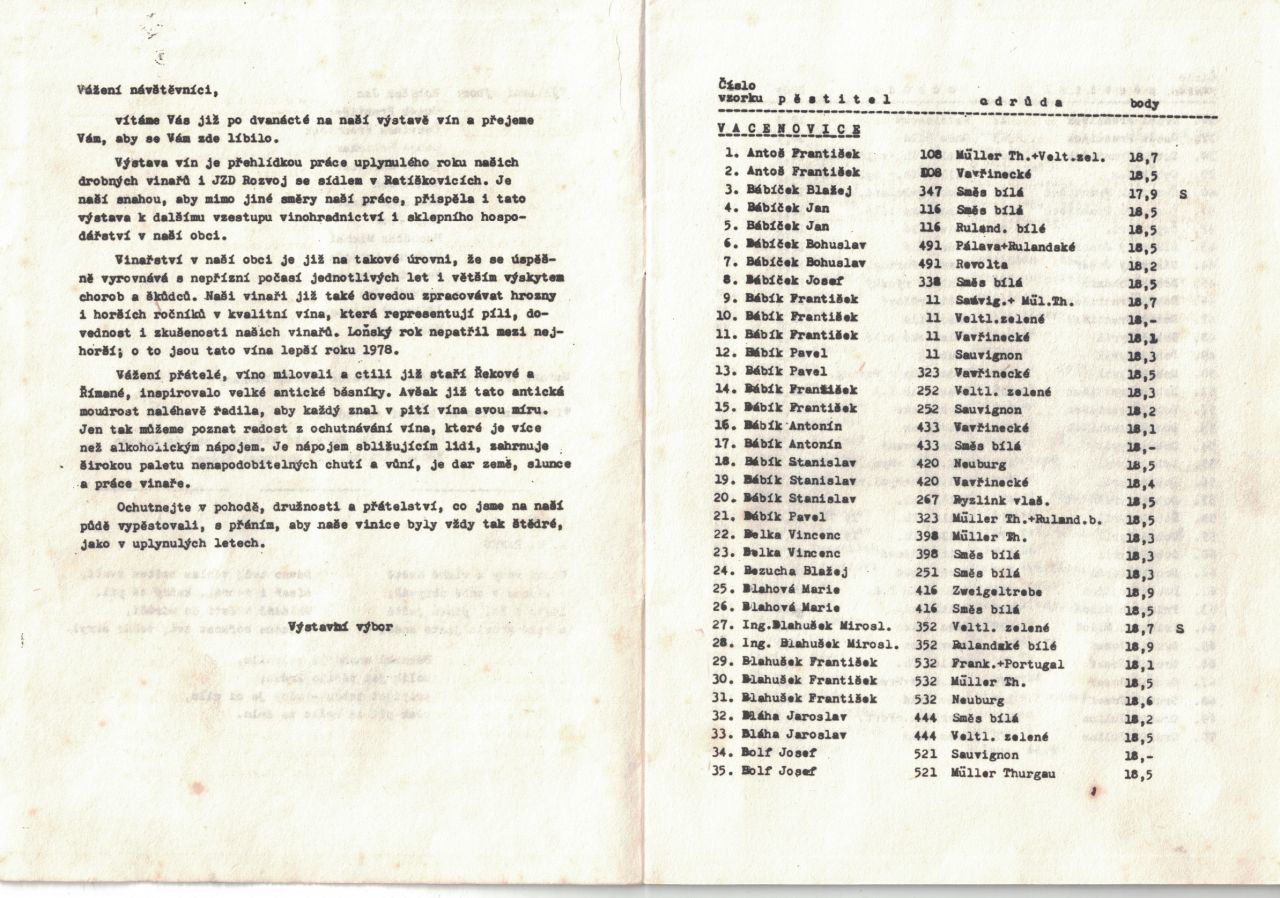 Vážení návštěvníci,
vítáme Vás již po dvanácté na naší výstavě vín a přejeme
Vám, aby se Vám zde líbilo.
Výstava vín je přehlídkou práce uplynulého roku našich
drobných vinařů i JZD Rozvoj se sídlem v Ratíškovicích. Je
naší snahou, aby mimo jiné směry naší práce, přispěla i tato
výstava k dalšímu vzestupu vinohradnictví i sklepního hospo-
dářství v naší obci.
Vinařství v naší obci je již na takové úrovni, že se úspěš-
ně vyrovnává s nepřízní počasí jednotlivých let i větším výskytem
chorob a škůdců. Naši vinaři již také dovedou zpracovávat hrozny
i horších ročníků v kvalitní vína, která representují píli, do-
vednost i zkušenosti našich vinařů. Loňský rok nepatřil mezi nej-
horší; o to jsou tato vína lepší roku 1978.
Vážení přátelé, víno milovali a ctili již staří Řekové a
Římané, inspirovalo velké antické básníky. Avšak již tato antická
moudrost naléhavě řadila, aby každý znal v pití vína svou míru.
Jen tak můžeme poznat radost z ochutnávání vína, které je více
než alkoholickým nápojem. Je nápojem sbližujícím lidi, zahrnuje
širokou paletu nenapodobitelných chutí a vůní, je dar země, slunce
a práce vinaře.
Ochutnejte v pohodě, družnosti a přátelství, co jsme na naší
půdě vypěstovali, s přáním, aby naše vinice byly vždy tak štědré,
jako v uplynulých letech.
Výstavní výbor
Číslo
vzorku p ě s t i t e l o d r ů d a body
V A C E N O V I C E
1. Antoš František 108 Müller Th.+Velt.zel. 18,7
2. Antoš František 108 Vavřinecké 18,5
3. Bábíček Blažej 347 Směs bílá 17,9 S
4. Bábíček Jan 116 Směs bílá 18,5
5. Bábíček Jan 116 Ruland. bílé 18,5
6. Bábíček Bohuslav 491 Pálava+Rulandské 18,5
7. Bábíček Bohuslav 491 Revolta 18,2
8. Bábíček Josef 338 Směs bílá 18,5
9. Bábík František 11 Sauvig.+ Mül.Th. 18,7
10. Bábík František 11 Veltl.zelené 18,-
11. Bábík František 11 Vavřinecké 18,1
12. Bábík Pavel 11 Sauvignon 18,3
13. Bábík Pavel 323 Vavřinecké 18,5
14. Bábík František 252 Veltl. zelené 18,3
15. Bábík František 252 Sauvignon 18,2
16. Bábík Antonín 433 Vavřinecké 18,1
17. Bábík Antonín 433 Směs bílá 18,-
18. Bábík Stanislav 420 Neuburg 18,5
19. Bábík Stanislav 420 Vavřinecké 18,4
20. Bábík Stanislav 267 Ryzlink vlaš. 18,5
21. Bábík Pavel 323 Müller Th.+Ruland.b. 18,5
22. Belka Vincenc 398 Müller Th. 18,3
23. Belka Vincenc 398 Směs bílá 18,3
24. Bezucha Blažej 251 Směs bílá 18,3
25. Blahová Marie 416 Zweigeltrebe 18,9
26. Blahová Marie 416 Směs bílá 18,5
27. Ing.Blahušek Mirosl. 352 Veltl. zelené 18,7 S
28. Ing. Blahušek Mirosl. 352 Rulandské bílé 18,9
29. Blahušek František 532 Frank.+Portugal 18,1
30. Blahušek František 532 Müller Th. 18,5
31. Blahušek František 532 Neuburg 18,6
32. Bláha Jaroslav 444 Směs bílá 18,2
33. Bláha Jaroslav 444 Veltl. zelené 18,5
34. Bolf Josef 521 Sauvignon 18,-
35. Bolf Josef 521 Müller Thurgau 18,5